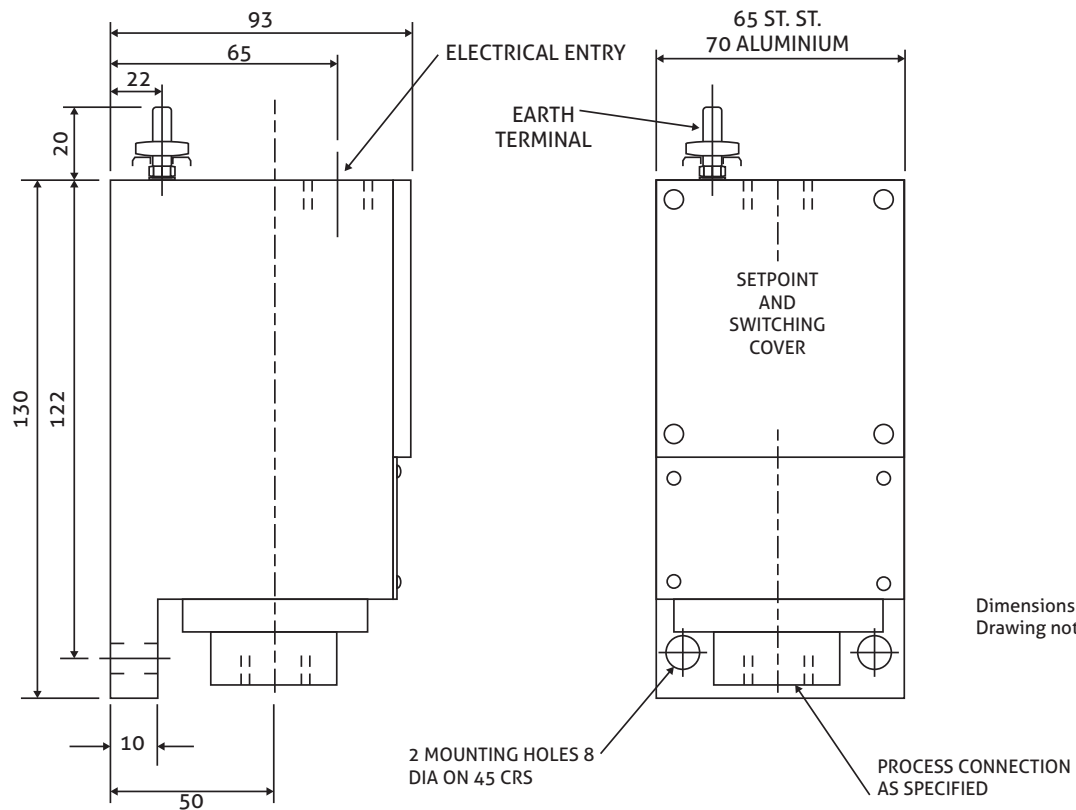 93
65
22
20
ELECTRICAL ENTRY
130
122
10
50
65 ST. ST.
70 ALUMINIUM
EARTH
TERMINAL
SETPOINT
AND
SWITCHING
COVER
Dimensions
Drawing not
2 MOUNTING HOLES 8
DIA ON 45 CRS
PROCESS CONNECTION
AS SPECIFIED